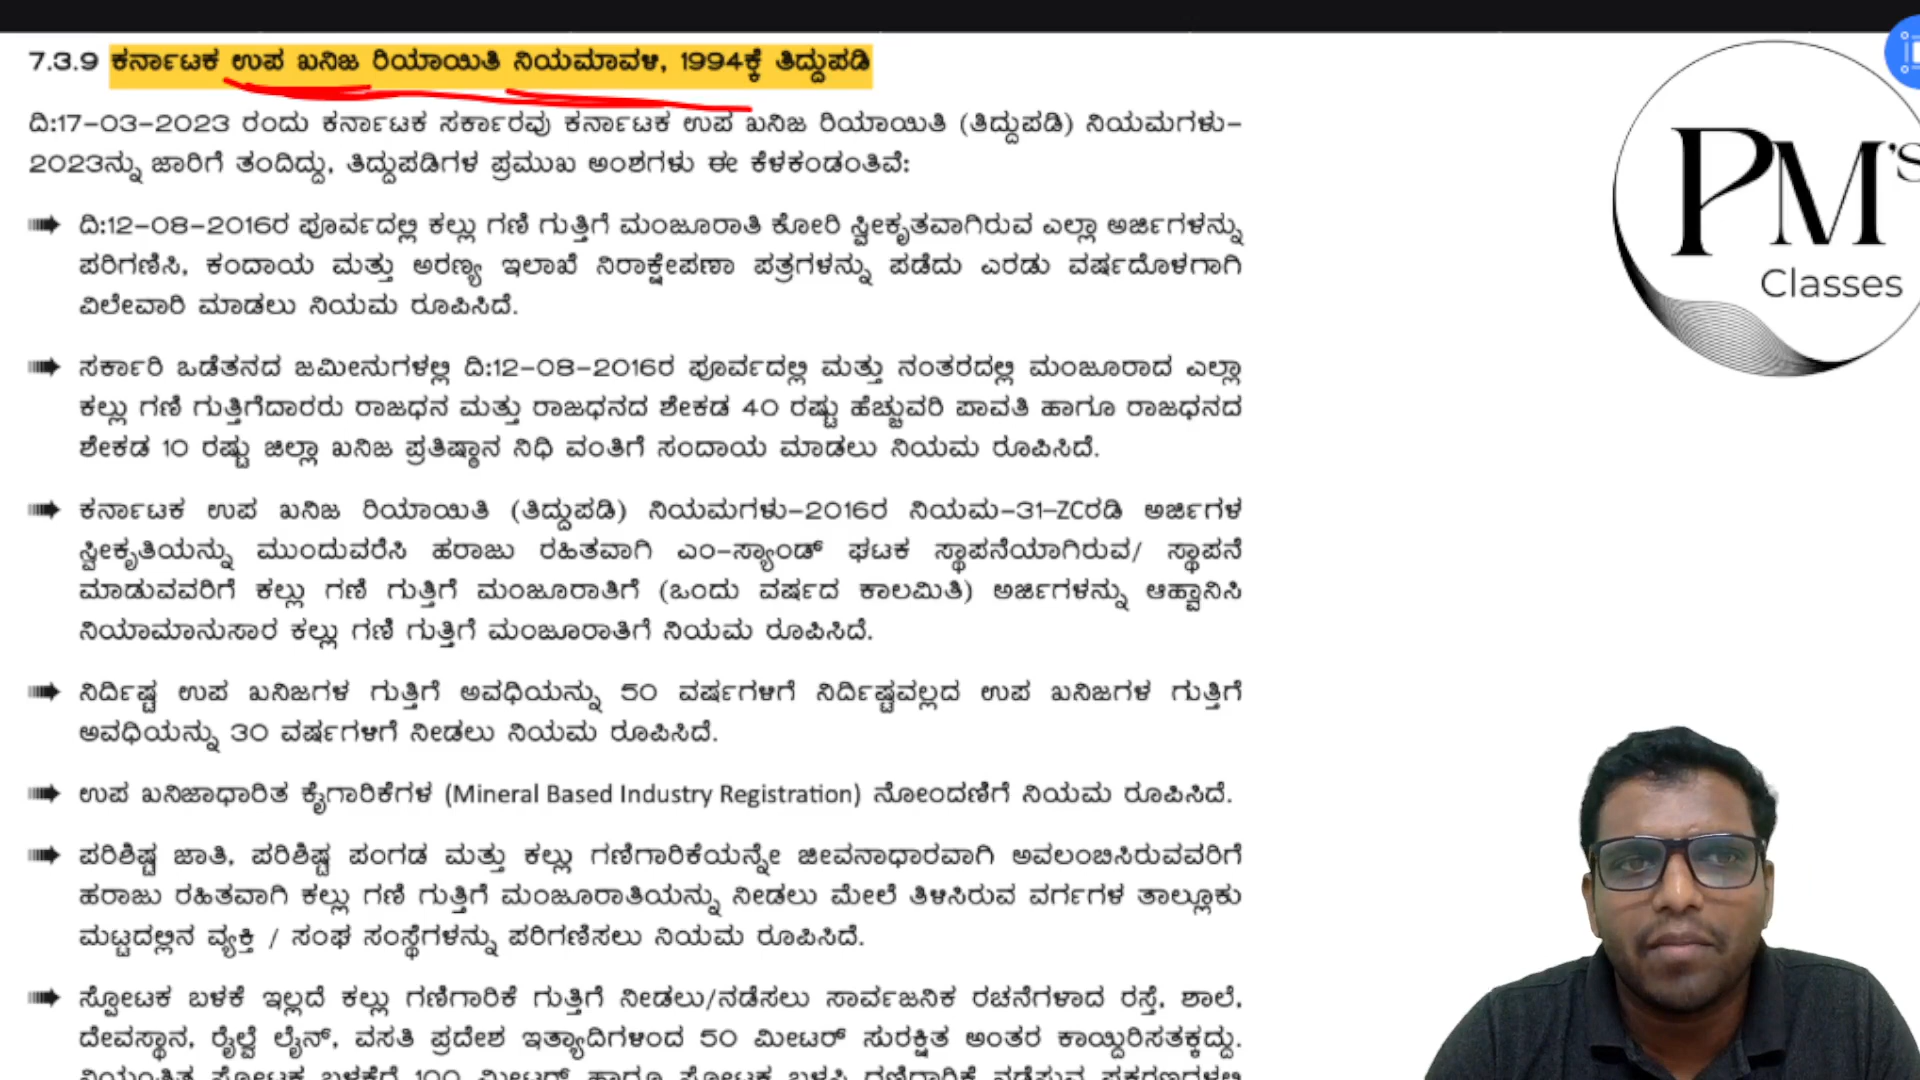 7.3.9 ಕರ್ನಾಟಕ ಉಪ ಖನಿಜ ರಿಯಾಯಿತಿ ನಿಯಮಾವಳಿ, 1994ಕ್ಕೆ ತಿದ್ದುಪಡಿ
ದಿ:17-03-2023 ರಂದು ಕರ್ನಾಟಕ ಸರ್ಕಾರವು ಕರ್ನಾಟಕ ಉಪ ಖನಿಜ ರಿಯಾಯಿತಿ (ತಿದ್ದುಪಡಿ) ನಿಯಮಗಳು-
2023ನ್ನು ಜಾರಿಗೆ ತಂದಿದ್ದು, ತಿದ್ದುಪಡಿಗಳ ಪ್ರಮುಖ ಅಂಶಗಳು ಈ ಕೆಳಕಂಡಂತಿವೆ:
ದಿ:12-08-2016ರ ಪೂರ್ವದಲ್ಲಿ ಕಲ್ಲು ಗಣಿ ಗುತ್ತಿಗೆ ಮಂಜೂರಾತಿ ಕೋರಿ ಸ್ವೀಕೃತವಾಗಿರುವ ಎಲ್ಲಾ ಅರ್ಜಿಗಳನ್ನು
ಪರಿಗಣಿಸಿ, ಕಂದಾಯ ಮತ್ತು ಅರಣ್ಯ ಇಲಾಖೆ ನಿರಾಕ್ಷೇಪಣಾ ಪತ್ರಗಳನ್ನು ಪಡೆದು ಎರಡು ವರ್ಷದೊಳಗಾಗಿ
ವಿಲೇವಾರಿ ಮಾಡಲು ನಿಯಮ ರೂಪಿಸಿದೆ.
ಸರ್ಕಾರಿ ಒಡೆತನದ ಜಮೀನುಗಳಲ್ಲಿ ದಿ:12-08-2016ರ ಪೂರ್ವದಲ್ಲಿ ಮತ್ತು ನಂತರದಲ್ಲಿ ಮಂಜೂರಾದ ಎಲ್ಲಾ
ಕಲ್ಲು ಗಣಿ ಗುತ್ತಿಗೆದಾರರು ರಾಜಧನ ಮತ್ತು ರಾಜಧನದ ಶೇಕಡ 40 ರಷ್ಟು ಹೆಚ್ಚುವರಿ ಪಾವತಿ ಹಾಗೂ ರಾಜಧನದ
ಶೇಕಡ 10 ರಷ್ಟು ಜಿಲ್ಲಾ ಖನಿಜ ಪ್ರತಿಷ್ಠಾನ ನಿಧಿ ವಂತಿಗೆ ಸಂದಾಯ ಮಾಡಲು ನಿಯಮ ರೂಪಿಸಿದೆ.
ಕರ್ನಾಟಕ ಉಪ ಖನಿಜ ರಿಯಾಯಿತಿ (ತಿದ್ದುಪಡಿ) ನಿಯಮಗಳು-2016ರ ನಿಯಮ-31-ZCರಡಿ ಅರ್ಜಿಗಳ
ಸ್ವೀಕೃತಿಯನ್ನು ಮುಂದುವರೆಸಿ ಹರಾಜು ರಹಿತವಾಗಿ ಎಂ-ಸ್ಯಾಂಡ್ ಘಟಕ ಸ್ಥಾಪನೆಯಾಗಿರುವ/ ಸ್ಥಾಪನೆ
ಮಾಡುವವರಿಗೆ ಕಲ್ಲು ಗಣಿ ಗುತ್ತಿಗೆ ಮಂಜೂರಾತಿಗೆ (ಒಂದು ವರ್ಷದ ಕಾಲಮಿತಿ) ಅರ್ಜಿಗಳನ್ನು ಆಹ್ವಾನಿಸಿ
ನಿಯಾಮಾನುಸಾರ ಕಲ್ಲು ಗಣಿ ಗುತ್ತಿಗೆ ಮಂಜೂರಾತಿಗೆ ನಿಯಮ ರೂಪಿಸಿದೆ.
ನಿರ್ದಿಷ್ಟ ಉಪ ಖನಿಜಗಳ ಗುತ್ತಿಗೆ ಅವಧಿಯನ್ನು 50 ವರ್ಷಗಳಿಗೆ ನಿರ್ದಿಷ್ಟವಲ್ಲದ ಉಪ ಖನಿಜಗಳ ಗುತ್ತಿಗೆ
ಅವಧಿಯನ್ನು 30 ವರ್ಷಗಳಿಗೆ ನೀಡಲು ನಿಯಮ ರೂಪಿಸಿದೆ.
ಉಪ ಖನಿಜಾಧಾರಿತ ಕೈಗಾರಿಕೆಗಳ (Mineral Based Industry Registration) ನೋಂದಣಿಗೆ ನಿಯಮ ರೂಪಿಸಿದೆ.
ಪರಿಶಿಷ್ಟ ಜಾತಿ, ಪರಿಶಿಷ್ಟ ಪಂಗಡ ಮತ್ತು ಕಲ್ಲು ಗಣಿಗಾರಿಕೆಯನ್ನೇ ಜೀವನಾಧಾರವಾಗಿ ಅವಲಂಬಿಸಿರುವವರಿಗೆ
ಹರಾಜು ರಹಿತವಾಗಿ ಕಲ್ಲು ಗಣಿ ಗುತ್ತಿಗೆ ಮಂಜೂರಾತಿಯನ್ನು ನೀಡಲು ಮೇಲೆ ತಿಳಿಸಿರುವ ವರ್ಗಗಳ ತಾಲ್ಲೂಕು
ಮಟ್ಟದಲ್ಲಿನ ವ್ಯಕ್ತಿ / ಸಂಘ ಸಂಸ್ಥೆಗಳನ್ನು ಪರಿಗಣಿಸಲು ನಿಯಮ ರೂಪಿಸಿದೆ.
ಸ್ಪೋಟಕ ಬಳಕೆ ಇಲ್ಲದೆ ಕಲ್ಲು ಗಣಿಗಾರಿಕೆ ಗುತ್ತಿಗೆ ನೀಡಲು/ನಡೆಸಲು ಸಾರ್ವಜನಿಕ ರಚನೆಗಳಾದ ರಸ್ತೆ, ಶಾಲೆ,
ದೇವಸ್ಥಾನ, ರೈಲ್ವೆ ಲೈನ್, ವಸತಿ ಪ್ರದೇಶ ಇತ್ಯಾದಿಗಳಿಂದ 50 ಮೀಟರ್ ಸುರಕ್ಷಿತ ಅಂತರ ಕಾಯ್ದಿರಿಸತಕ್ಕದ್ದು.
PM's
Classes